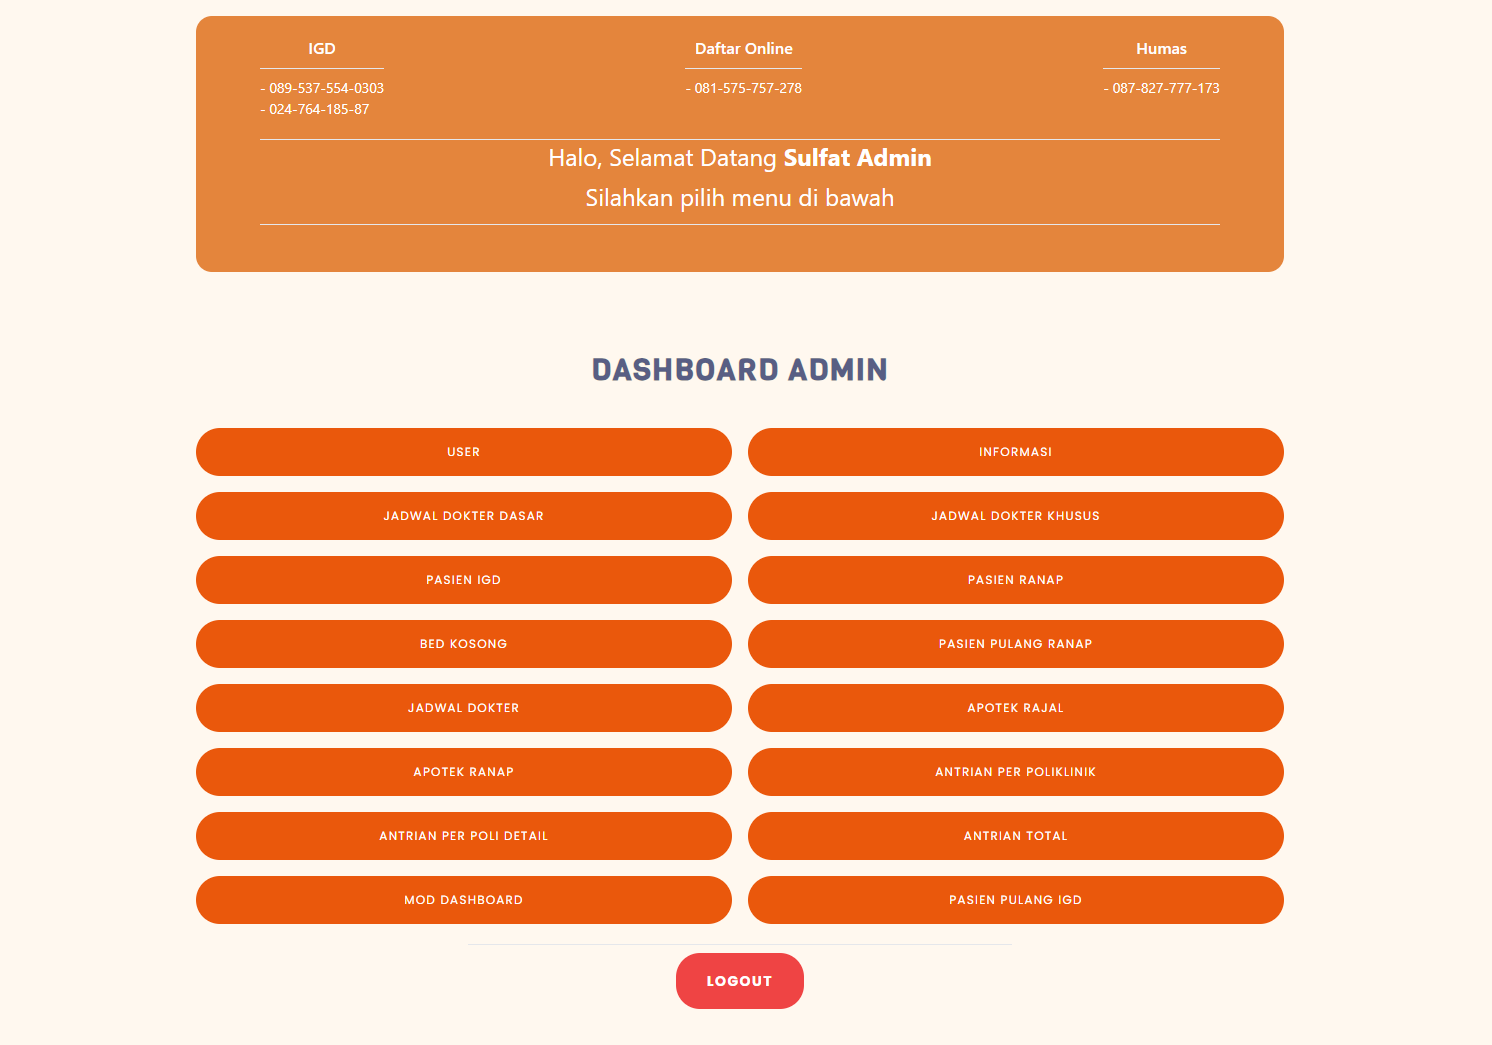 IGD
- 089-537-554-0303
- 024-764-185-87
Daftar Online
- 081-575-757-278
Humas
- 087-827-777-173
Halo, Selamat Datang Sulfat Admin
Silahkan pilih menu di bawah
DASHBOARD ADMIN
USER
INFORMASI
JADWAL DOKTER DASAR
JADWAL DOKTER KHUSUS
PASIEN IGD
PASIEN RANAP
BED KOSONG
PASIEN PULANG RANAP
JADWAL DOKTER
APOTEK RAJAL
APOTEK RANAP
ANTRIAN PER POLIKLINIK
ANTRIAN PER POLI DETAIL
ANTRIAN TOTAL
MOD DASHBOARD
PASIEN PULANG IGD
LOGOUT